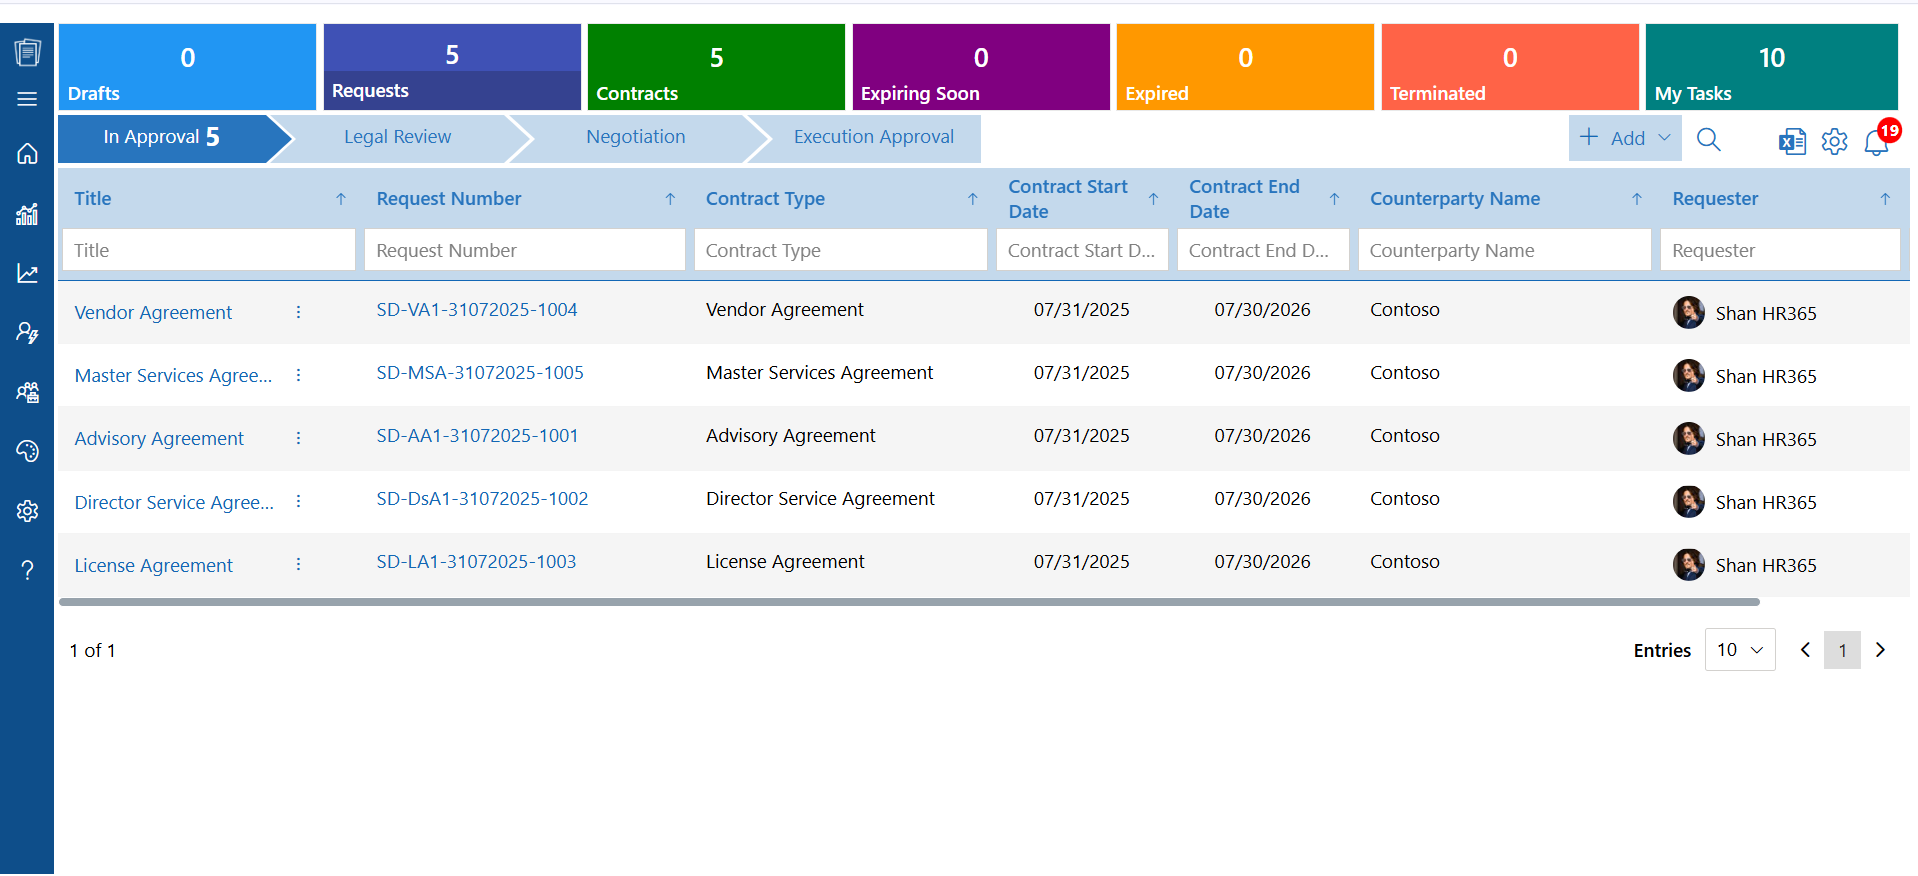 0 5 5 0 0 0 10
Drafts Requests Contracts Expiring Soon Expired Terminated My Tasks
In Approval 5 Legal Review Negotiation Execution Approval + Add 19
Title Request Number Contract Type Contract Start Date Contract End Date Counterparty Name Requester
Title Request Number Contract Type Contract Start D... Contract End D... Counterparty Name Requester
Vendor Agreement SD-VA1-31072025-1004 Vendor Agreement 07/31/2025 07/30/2026 Contoso Shan HR365
Master Services Agree... SD-MSA-31072025-1005 Master Services Agreement 07/31/2025 07/30/2026 Contoso Shan HR365
Advisory Agreement SD-AA1-31072025-1001 Advisory Agreement 07/31/2025 07/30/2026 Contoso Shan HR365
Director Service Agree... SD-DsA1-31072025-1002 Director Service Agreement 07/31/2025 07/30/2026 Contoso Shan HR365
License Agreement SD-LA1-31072025-1003 License Agreement 07/31/2025 07/30/2026 Contoso Shan HR365
1 of 1 Entries 10 1